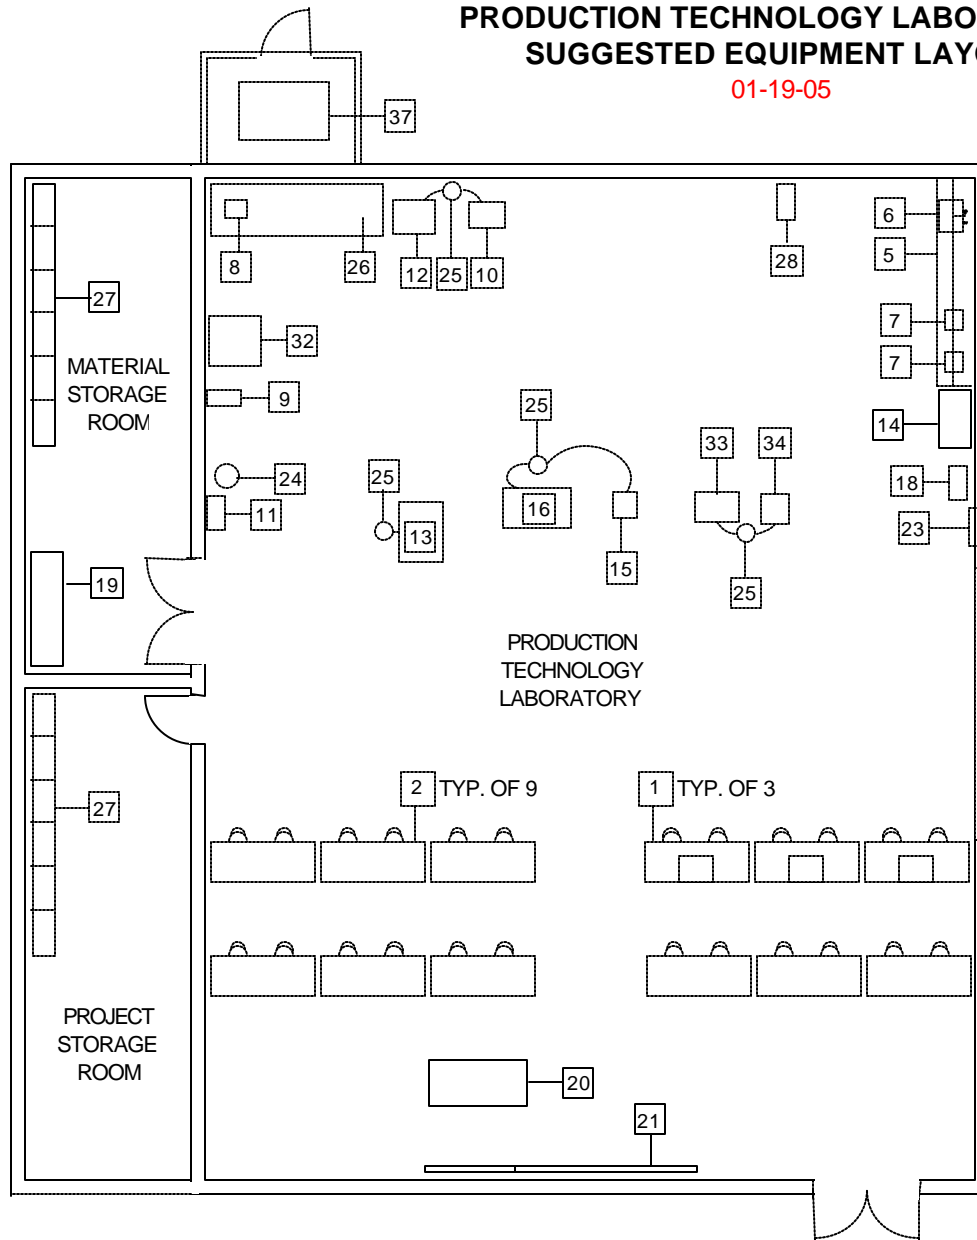 PRODUCTION TECHNOLOGY LABO
SUGGESTED EQUIPMENT LAY
01-19-05
37
6
8
26
12
25
10
28
5
27
7
32
MATERIAL
STORAGE
ROOM
7
9
25
14
33
34
24
25
18
11
16
13
23
19
15
25
PRODUCTION
TECHNOLOGY
LABORATORY
2 TYP. OF 9
1 TYP. OF 3
27
PROJECT
STORAGE
ROOM
20
21